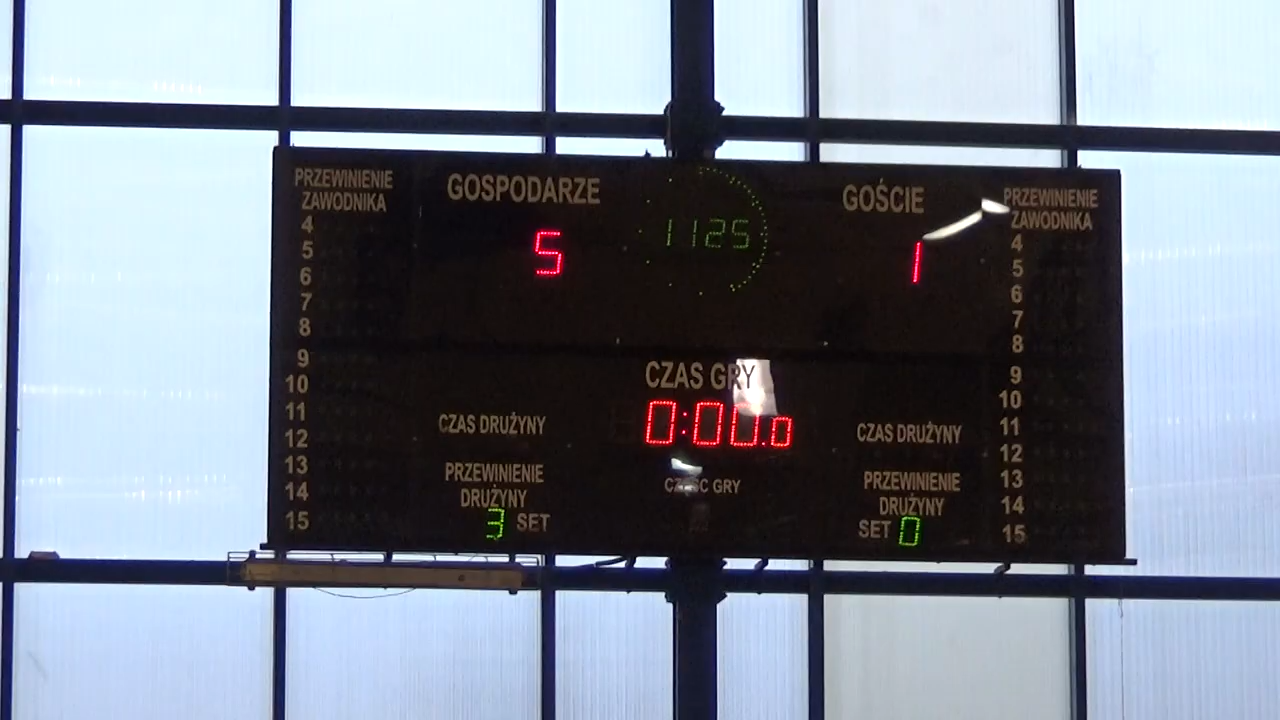 PRZEWINIENIE
ZAWODNIKA
4
5
6
7
8
9
10
11
12
13
14
15
GOSPODARZE
5
1125
GOŚCIE
1
CZAS GRY
0:00.0
CZĘŚC GRY
CZAS DRUŻYNY
PRZEWINIENIE
DRUŻYNY
3 SET
CZAS DRUŻYNY
PRZEWINIENIE
DRUŻYNY
SET 0
PRZEWINIENIE
ZAWODNIKA
4
5
6
7
8
9
10
11
12
13
14
15